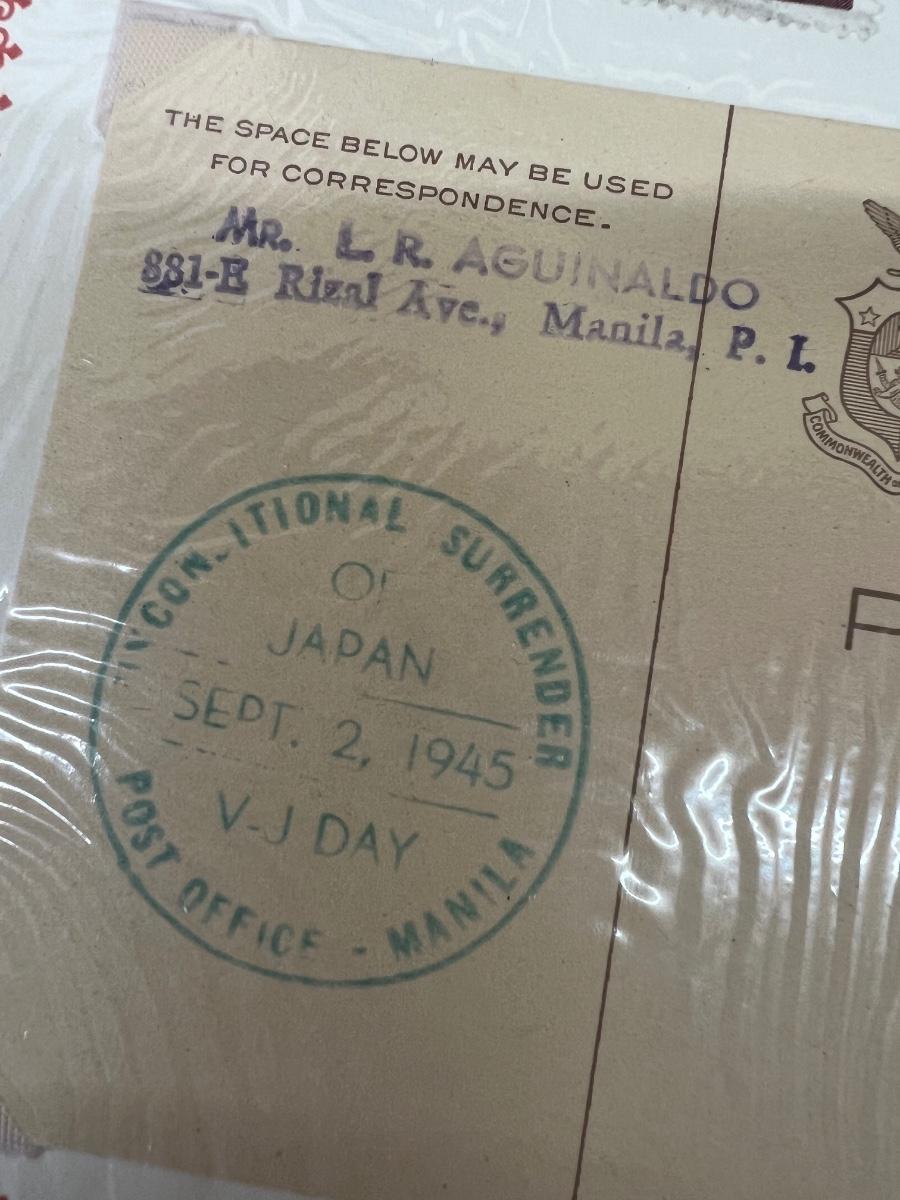 THE SPACE BELOW MAY BE USED
FOR CORRESPONDENCE.
MR. L. R. AGUINALDO
881-E Rizal Ave., Manila, P. I.
COMMONWEALTH
UNCONDITIONAL SURRENDER
OF
JAPAN
SEPT. 2, 1945
V-J DAY
POST OFFICE - MANILA
P